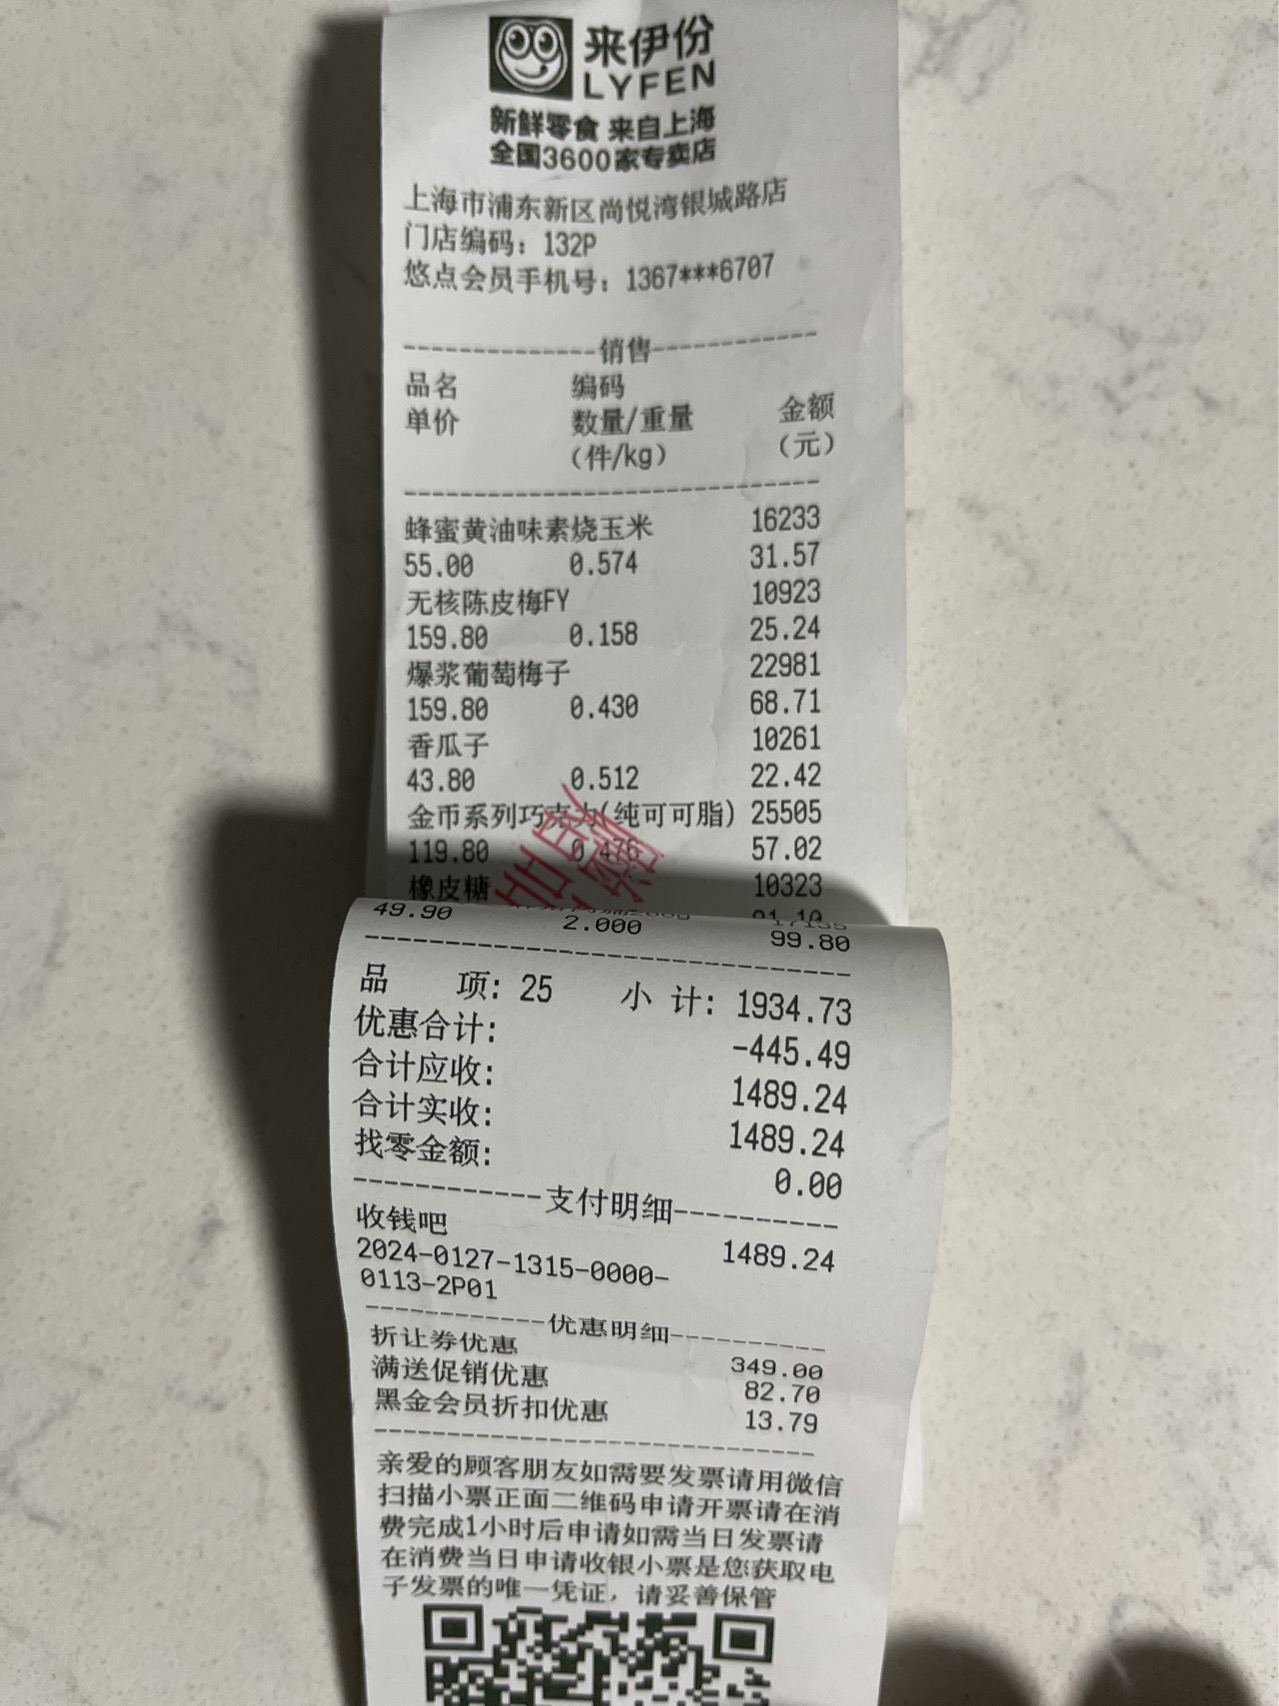 来伊份
LYFEN
新鲜零食 来自上海
全国3600家专卖店
上海市浦东新区尚悦湾银城路店
门店编码：132P
悠点会员手机号：1367***6707
--------------销售------------
品名 编码
单价 数量/重量 金额
（件/kg） （元）
蜂蜜黄油味素烧玉米 16233
55.00 0.574 31.57
无核陈皮梅FY 10923
159.80 0.158 25.24
爆浆葡萄梅子 22981
159.80 0.430 68.71
香瓜子 10261
43.80 0.512 22.42
金币系列巧克力(纯可可脂) 25505
119.80 0.476 57.02
橡皮糖 10323
49.90 2.000 99.80
品 项: 25 小 计: 1934.73
优惠合计: -445.49
合计应收: 1489.24
合计实收: 1489.24
找零金额: 0.00
------------支付明细----------
收钱吧 1489.24
2024-0127-1315-0000-
0113-2P01
------------优惠明细----------
折让券优惠 349.00
满送促销优惠 82.70
黑金会员折扣优惠 13.79
亲爱的顾客朋友如需要发票请用微信
扫描小票正面二维码申请开票请在消
费完成1小时后申请如需当日发票请
在消费当日申请收银小票是您获取电
子发票的唯一凭证，请妥善保管